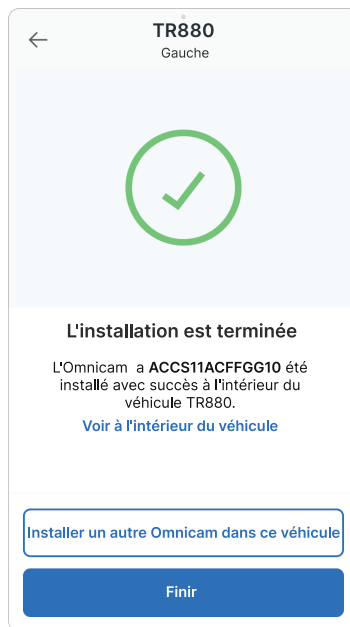 TR880
Gauche
L'installation est terminée
L'Omnicam a ACCS11ACFFGG10 été
installé avec succès à l'intérieur du
véhicule TR880.
Voir à l'intérieur du véhicule
Installer un autre Omnicam dans ce véhicule
Finir